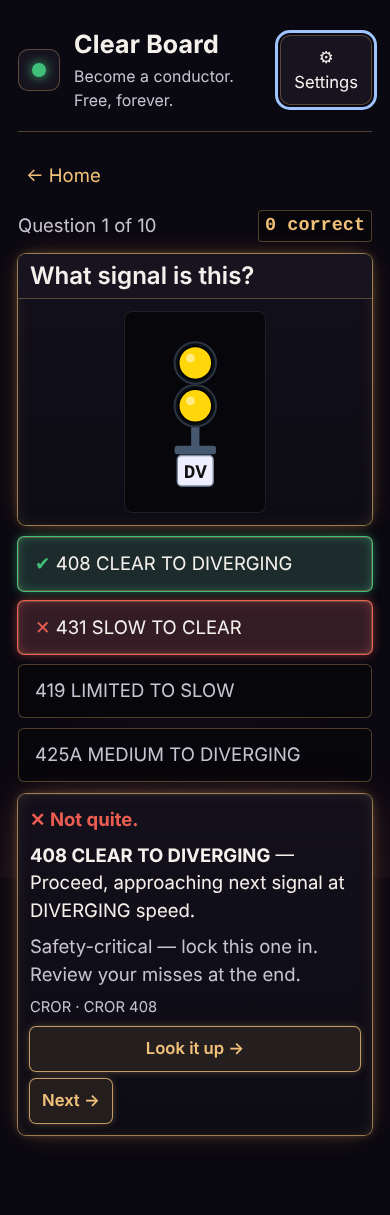 Clear Board
Become a conductor.
Free, forever.
⚙
Settings
← Home
Question 1 of 10
0 correct
What signal is this?
DV
✔ 408 CLEAR TO DIVERGING
✕ 431 SLOW TO CLEAR
419 LIMITED TO SLOW
425A MEDIUM TO DIVERGING
✕ Not quite.
408 CLEAR TO DIVERGING —
Proceed, approaching next signal at
DIVERGING speed.
Safety-critical — lock this one in.
Review your misses at the end.
CROR · CROR 408
Look it up →
Next →